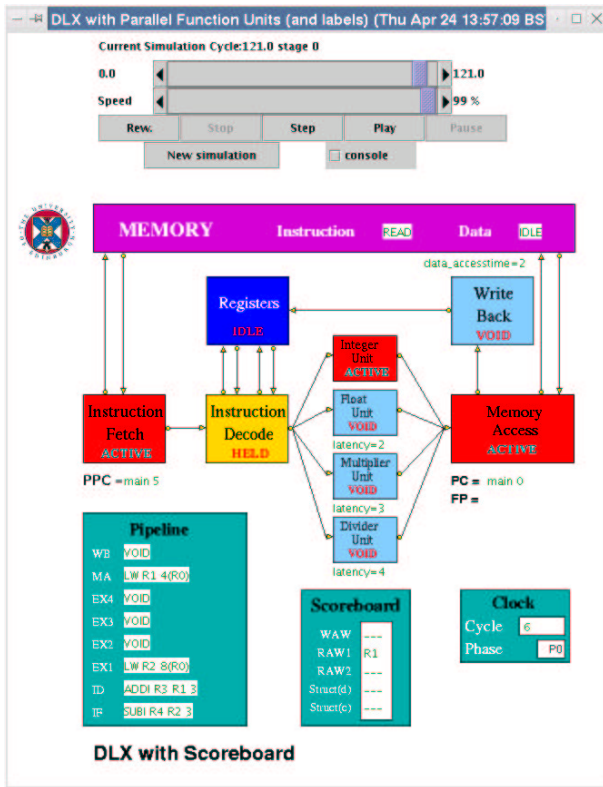 DLX with Parallel Function Units (and labels) (Thu Apr 24 13:57:09 BS
Current Simulation Cycle:121.0 stage 0
0.0 121.0
Speed 99 %
Rew. Stop Step Play Pause
New simulation console
MEMORY Instruction READ Data IDLE
data_accesstime=2
Registers
IDLE
Write
Back
VOID
Integer
Unit
ACTIVE
Instruction
Fetch
ACTIVE
Instruction
Decode
HELD
Float
Unit
VOID
latency=2
Memory
Access
ACTIVE
Multiplier
Unit
VOID
latency=3
PPC =main 5
PC = main 0
FP =
Divider
Unit
VOID
latency=4
Pipeline
WB VOID
MA LW R1 4(R0)
EX4 VOID
EX3 VOID
EX2 VOID
EX1 LW R2 8(R0)
ID ADDI R3 R1 3
IF SUBI R4 R2 3
Scoreboard
WAW ---
RAW1 R1
RAW2 ---
Struct(d) ---
Struct(c) ---
Clock
Cycle 6
Phase P0
DLX with Scoreboard